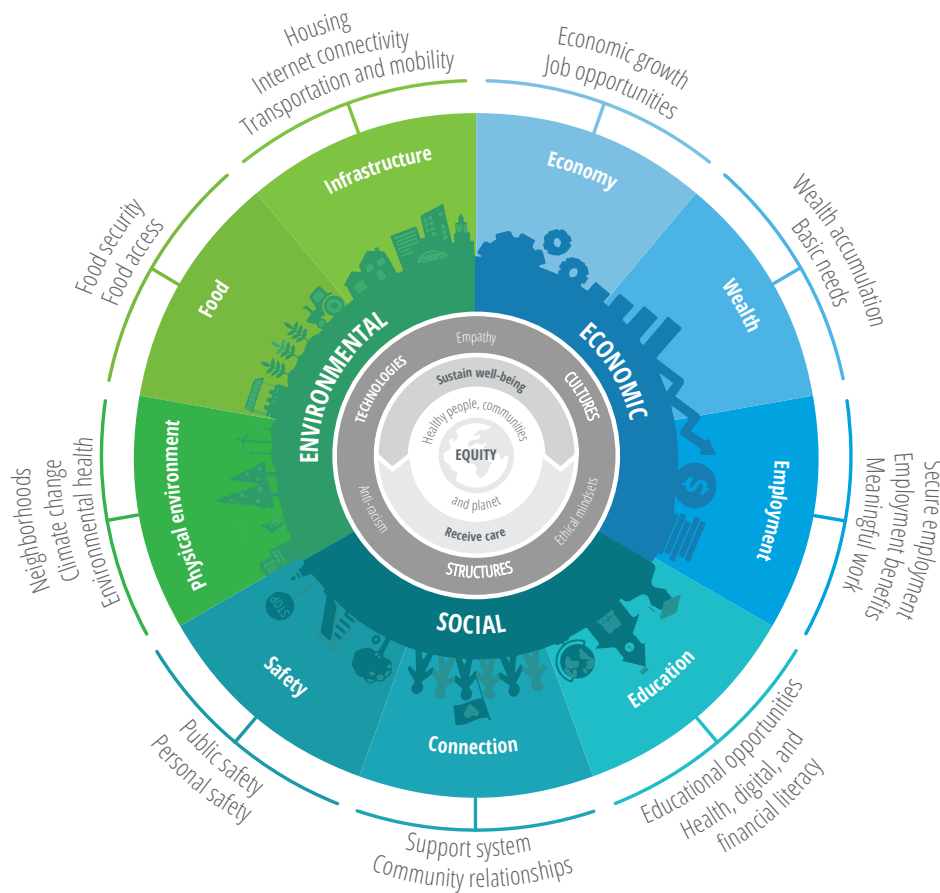 Housing
Internet connectivity
Transportation and mobility
Economic growth
Job opportunities
Wealth accumulation
Basic needs
Secure employment
Employment benefits
Meaningful work
Educational opportunities
Health, digital, and
financial literacy
Support system
Community relationships
Public safety
Personal safety
Neighborhoods
Climate change
Environmental health
Food security
Food access
Infrastructure
Economy
Wealth
Employment
Education
Connection
Safety
Physical environment
Food
ENVIRONMENTAL
ECONOMIC
SOCIAL
TECHNOLOGIES
Empathy
CULTURES
Ethical mindsets
STRUCTURES
Anti-racism
Sustain well-being
Healthy people, communities
EQUITY
and planet
Receive care
STOP
$